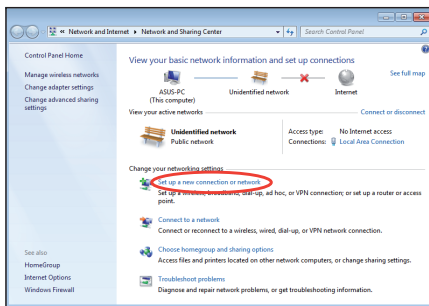 « Network and Internet ▸ Network and Sharing Center
Search Control Panel
Control Panel Home
Manage wireless networks
Change adapter settings
Change advanced sharing
settings
See also
HomeGroup
Internet Options
Windows Firewall
View your basic network information and set up connections
See full map
ASUS-PC
(This computer)
Unidentified network
Internet
View your active networks
Connect or disconnect
Unidentified network
Public network
Access type: No Internet access
Connections: Local Area Connection
Change your networking settings
Set up a new connection or network
Set up a wireless, broadband, dial-up, ad hoc, or VPN connection; or set up a router or access
point.
Connect to a network
Connect or reconnect to a wireless, wired, dial-up, or VPN network connection.
Choose homegroup and sharing options
Access files and printers located on other network computers, or change sharing settings.
Troubleshoot problems
Diagnose and repair network problems, or get troubleshooting information.